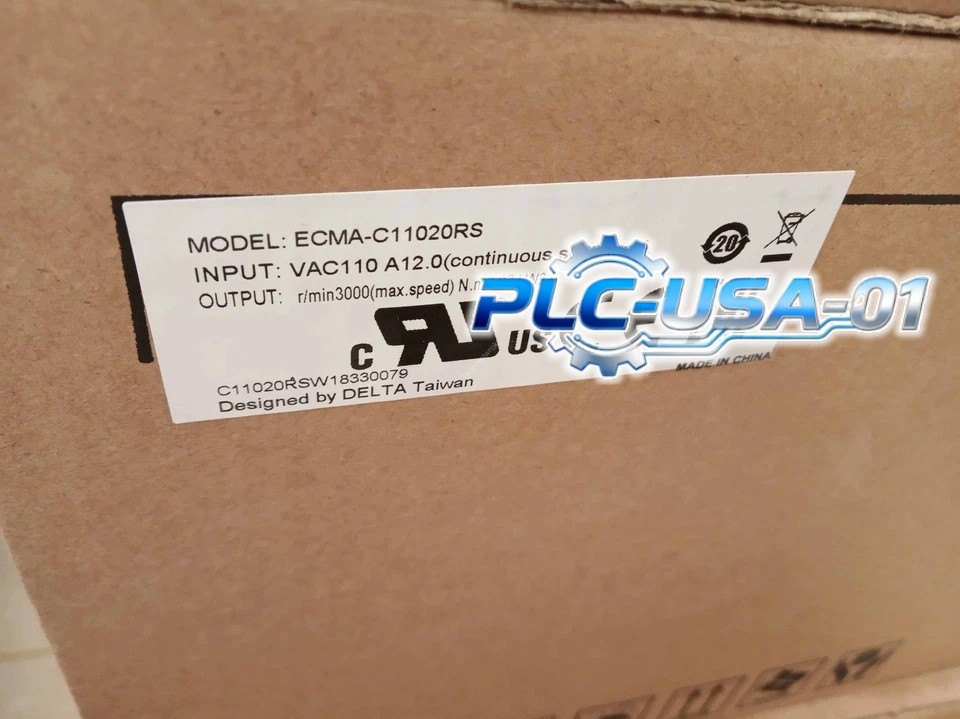 MODEL: ECMA-C11020RS
INPUT: VAC110 A12.0(continuous
OUTPUT: r/min3000(max.speed)
20
C US
PLC-USA-01
MADE IN CHINA
C11020RSW18330079
Designed by DELTA Taiwan